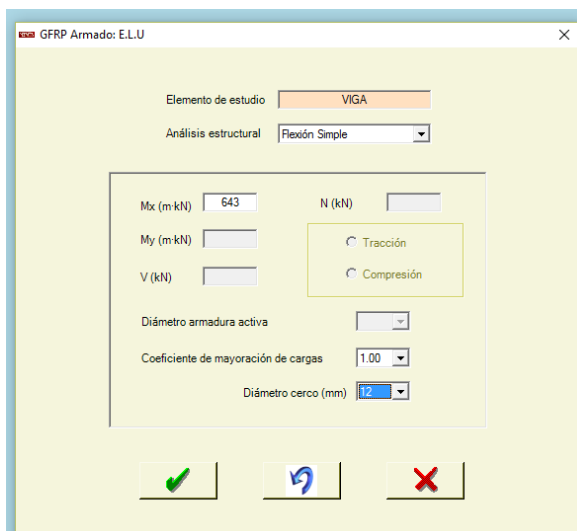 GFRP Armado: E.L.U
Elemento de estudio VIGA
Análisis estructural Flexión Simple
Mx (m·kN) 643 N (kN)
My (m·kN) Tracción
V (kN) Compresión
Diámetro armadura activa
Coeficiente de mayoración de cargas 1.00
Diámetro cerco (mm) 12